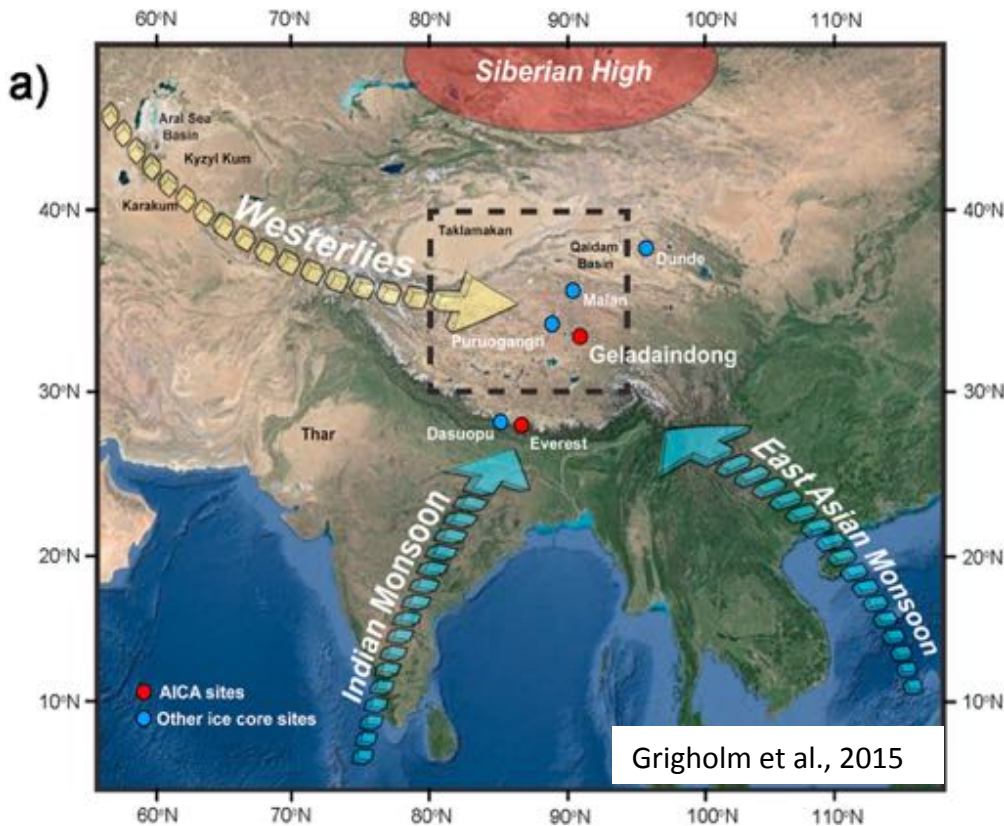 60°N
70°N
80°N
90°N
100°N
110°N
a)
Siberian High
Aral Sea
Basin
Kyzyl Kum
Karakum
Westerlies
40°N
40°N
Taklamakan
Qaidam
Basin
Dunde
Malan
Puruogangri
Geladaindong
30°N
30°N
Thar
Dasuopu
Everest
Indian Monsoon
East Asian Monsoon
20°N
20°N
10°N
10°N
AICA sites
Other ice core sites
Grigholm et al., 2015
60°N
70°N
80°N
90°N
100°N
110°N